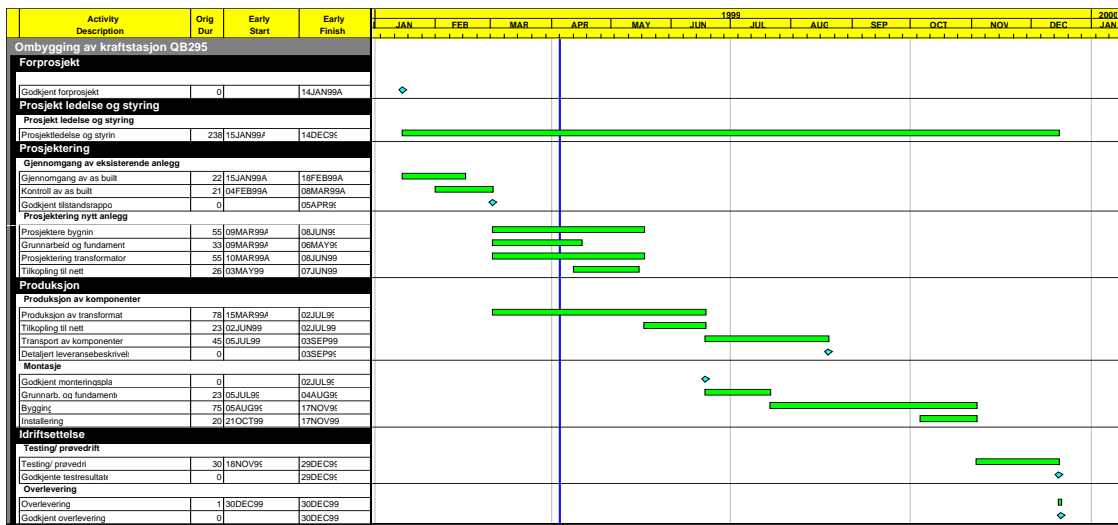 Activity Orig Early Early 1999 2000
Description Dur Start Finish JAN FEB MAR APR MAY JUN JUL AUG SEP OCT NOV DEC JAN
Ombygging av kraftstasjon QB295
Forprosjekt
Godkjent forprosjekt 0 14JAN99A
Prosjekt ledelse og styring
Prosjekt ledelse og styring
Prosjektledelse og styrin 238 15JAN99A 14DEC99
Prosjektering
Gjennomgang av eksisterende anlegg
Gjennomgang av as built 22 15JAN99A 18FEB99A
Kontroll av as built 21 04FEB99A 08MAR99A
Godkjent tilstandsrappo 0 05APR99
Prosjektering nytt anlegg
Prosjektere bygnin 55 09MAR99A 08JUN99
Grunnarbeid og fundament 33 09MAR99A 06MAY99
Prosjektering transformator 55 10MAR99A 08JUN99
Tilkopling til nett 26 03MAY99 07JUN99
Produksjon
Produksjon av komponenter
Produksjon av transformat 78 15MAR99A 02JUL99
Tilkopling til nett 23 02JUN99 02JUL99
Transport av komponenter 45 05JUL99 03SEP99
Detaljert leveransebeskrivels 0 03SEP99
Montasje
Godkjent monteringspla 0 02JUL99
Grunnarb. og fundament 23 05JUL99 04AUG99
Bygging 75 05AUG99 17NOV99
Installering 20 21OCT99 17NOV99
Idriftsettelse
Testing/ prøvedrift
Testing/ prøvedri 30 18NOV99 29DEC99
Godkjente testresultate 0 29DEC99
Overlevering
Overlevering 1 30DEC99 30DEC99
Godkjent overlevering 0 30DEC99